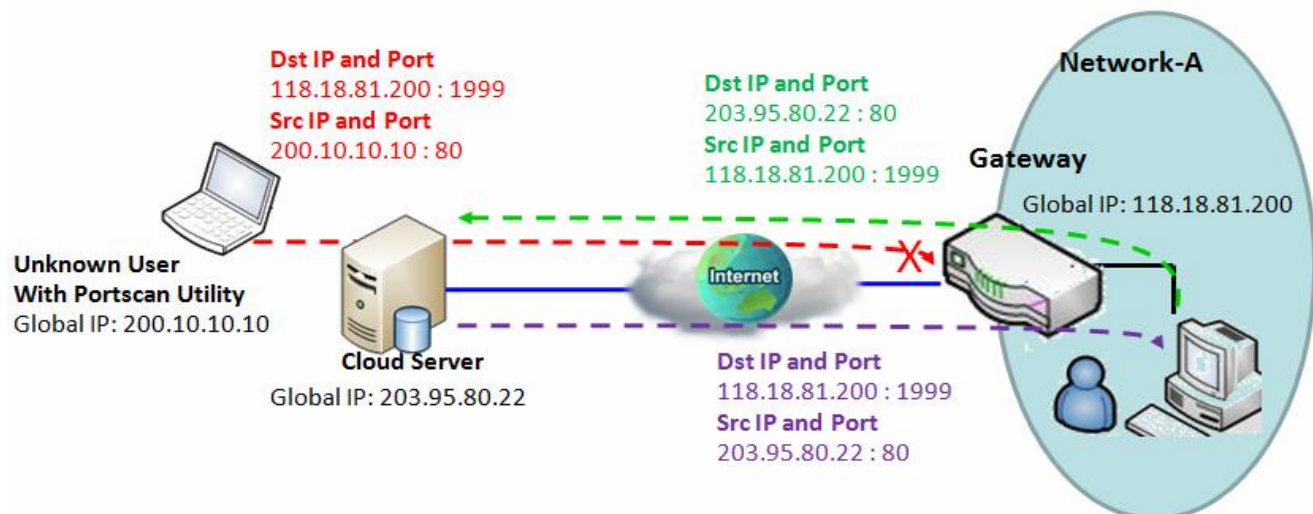 Dst IP and Port
118.18.81.200 : 1999
Src IP and Port
200.10.10.10 : 80
Dst IP and Port
203.95.80.22 : 80
Src IP and Port
118.18.81.200 : 1999
Network-A
Gateway
Global IP: 118.18.81.200
Unknown User
With Portscan Utility
Global IP: 200.10.10.10
X
Internet
Cloud Server
Global IP: 203.95.80.22
Dst IP and Port
118.18.81.200 : 1999
Src IP and Port
203.95.80.22 : 80